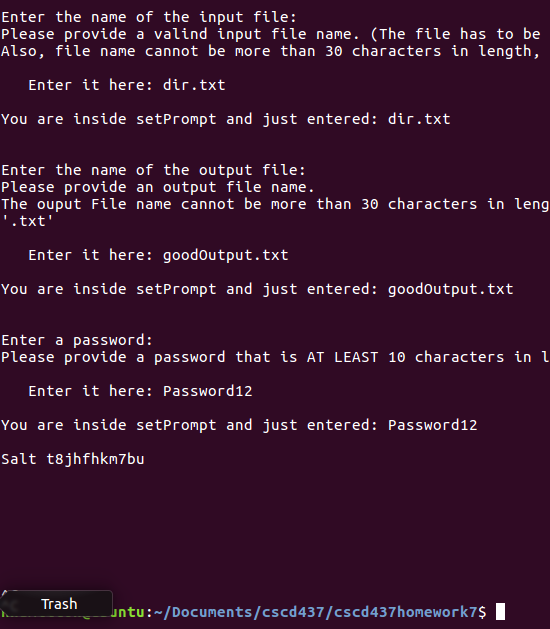 Enter the name of the input file:
Please provide a valind input file name. (The file has to be
Also, file name cannot be more than 30 characters in length,
Enter it here: dir.txt
You are inside setPrompt and just entered: dir.txt
Enter the name of the output file:
Please provide an output file name.
The ouput File name cannot be more than 30 characters in leng
'.txt'
Enter it here: goodOutput.txt
You are inside setPrompt and just entered: goodOutput.txt
Enter a password:
Please provide a password that is AT LEAST 10 characters in l
Enter it here: Password12
You are inside setPrompt and just entered: Password12
Salt t8jhfhkm7bu
Trash
ubuntu:~/Documents/cscd437/cscd437homework7$